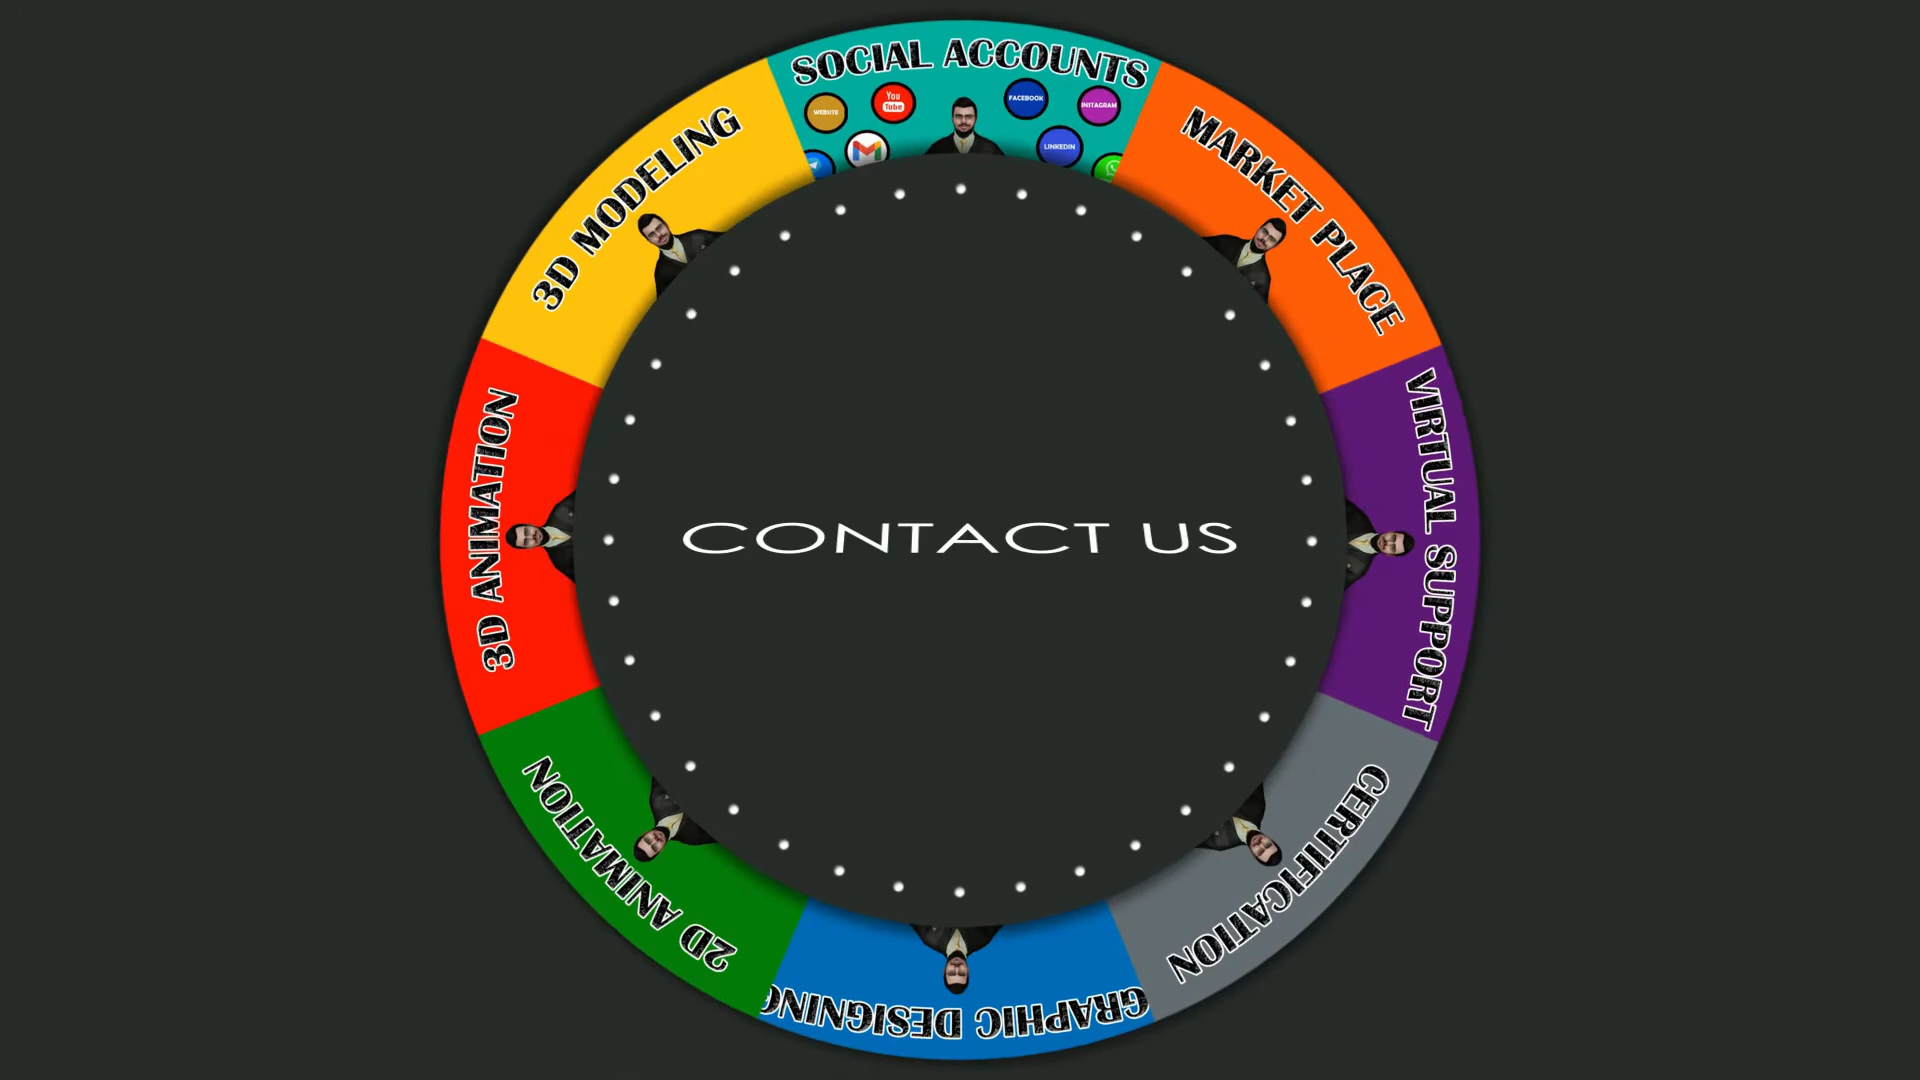 SOCIAL ACCOUNTS
WEBSITE
You
Tube
FACEBOOK
INSTAGRAM
LINKEDIN
MARKET PLACE
VIRTUAL SUPPORT
CERTIFICATION
GRAPHIC DESIGNING
2D ANIMATION
3D ANIMATION
3D MODELING
CONTACT US